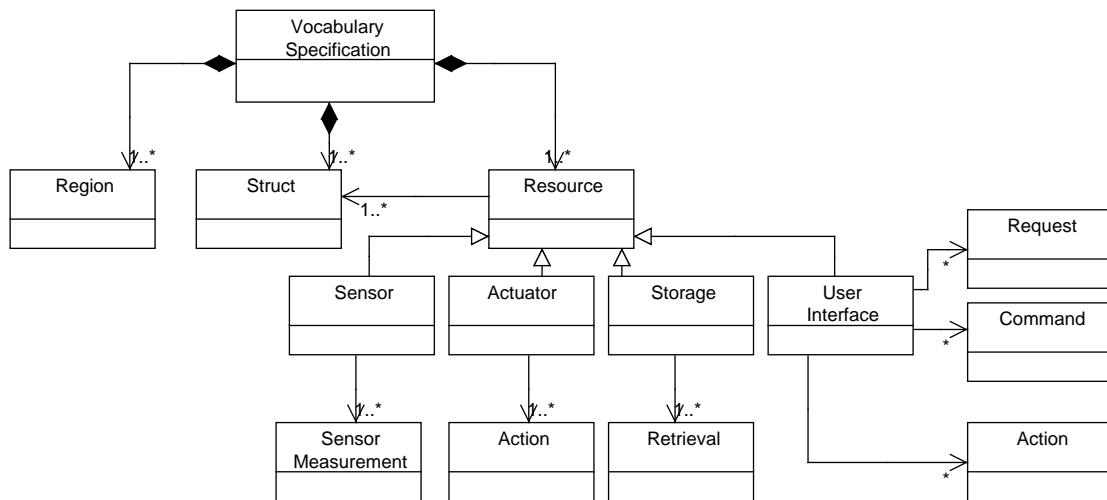 Vocabulary
Specification
1..*
1..*
1..*
Region
Struct
Resource
1..*
Request
*
Sensor
Actuator
Storage
User
Interface
Command
*
1..*
1..*
1..*
Sensor
Measurement
Action
Retrieval
Action
*